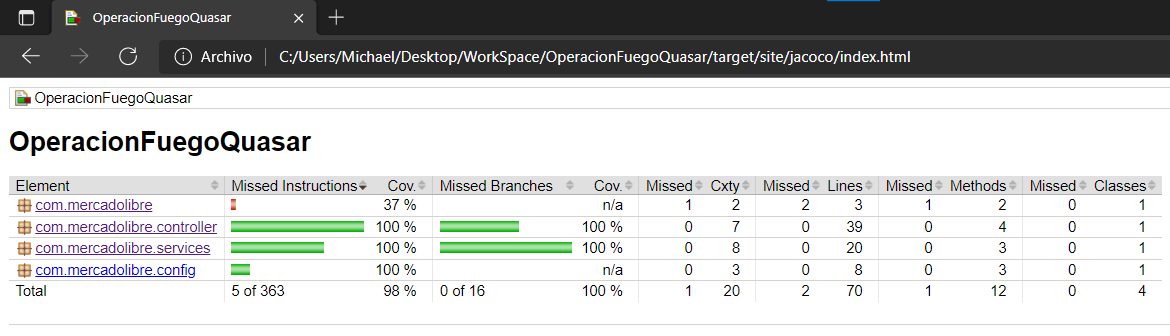 OperacionFuegoQuasar
Archivo C:/Users/Michael/Desktop/WorkSpace/OperacionFuegoQuasar/target/site/jacoco/index.html
OperacionFuegoQuasar
OperacionFuegoQuasar
Element Missed Instructions Cov. Missed Branches Cov. Missed Cxty Missed Lines Missed Methods Missed Classes
com.mercadolibre 37 % n/a 1 2 2 3 1 2 0 1
com.mercadolibre.controller 100 % 100 % 0 7 0 39 0 4 0 1
com.mercadolibre.services 100 % 100 % 0 8 0 20 0 3 0 1
com.mercadolibre.config 100 % n/a 0 3 0 8 0 3 0 1
Total 5 of 363 98 % 0 of 16 100 % 1 20 2 70 1 12 0 4